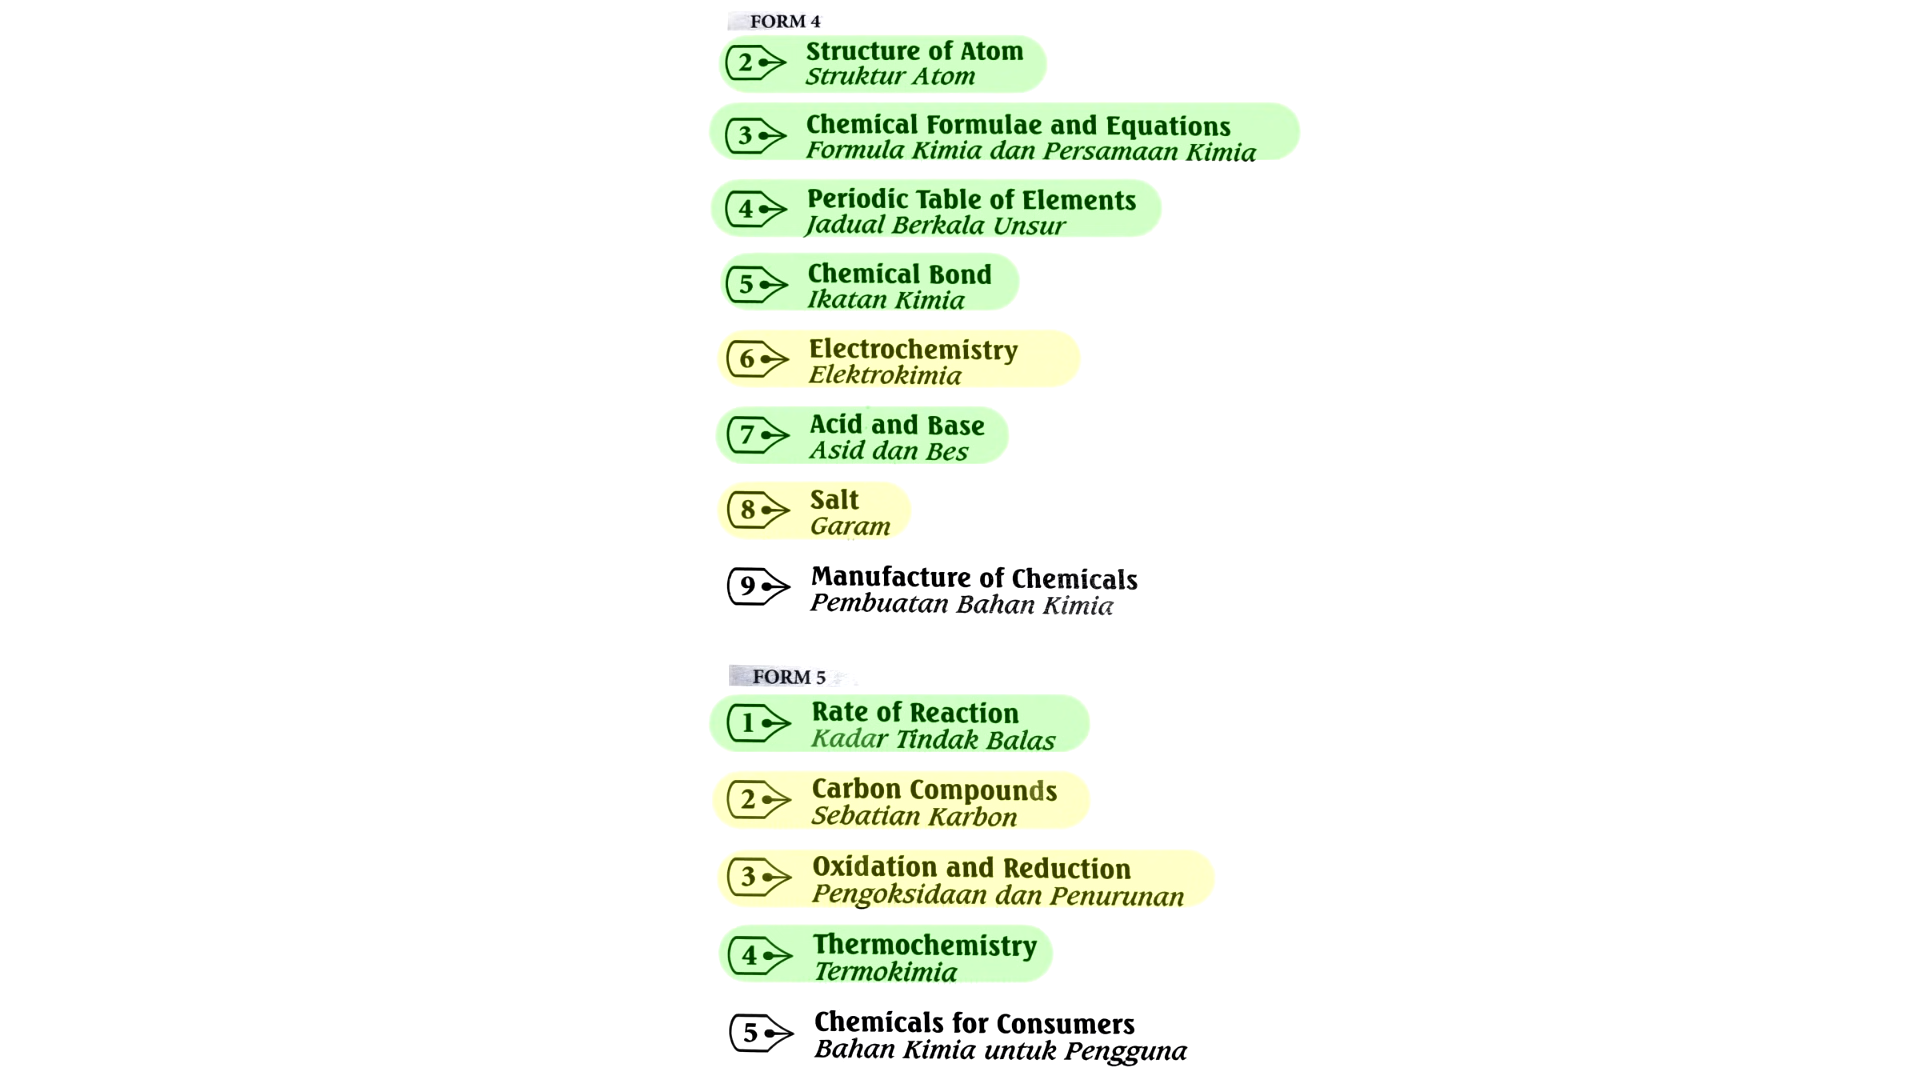 FORM 4
2 Structure of Atom
Struktur Atom
3 Chemical Formulae and Equations
Formula Kimia dan Persamaan Kimia
4 Periodic Table of Elements
Jadual Berkala Unsur
5 Chemical Bond
Ikatan Kimia
6 Electrochemistry
Elektrokimia
7 Acid and Base
Asid dan Bes
8 Salt
Garam
9 Manufacture of Chemicals
Pembuatan Bahan Kimia
FORM 5
1 Rate of Reaction
Kadar Tindak Balas
2 Carbon Compounds
Sebatian Karbon
3 Oxidation and Reduction
Pengoksidaan dan Penurunan
4 Thermochemistry
Termokimia
5 Chemicals for Consumers
Bahan Kimia untuk Pengguna